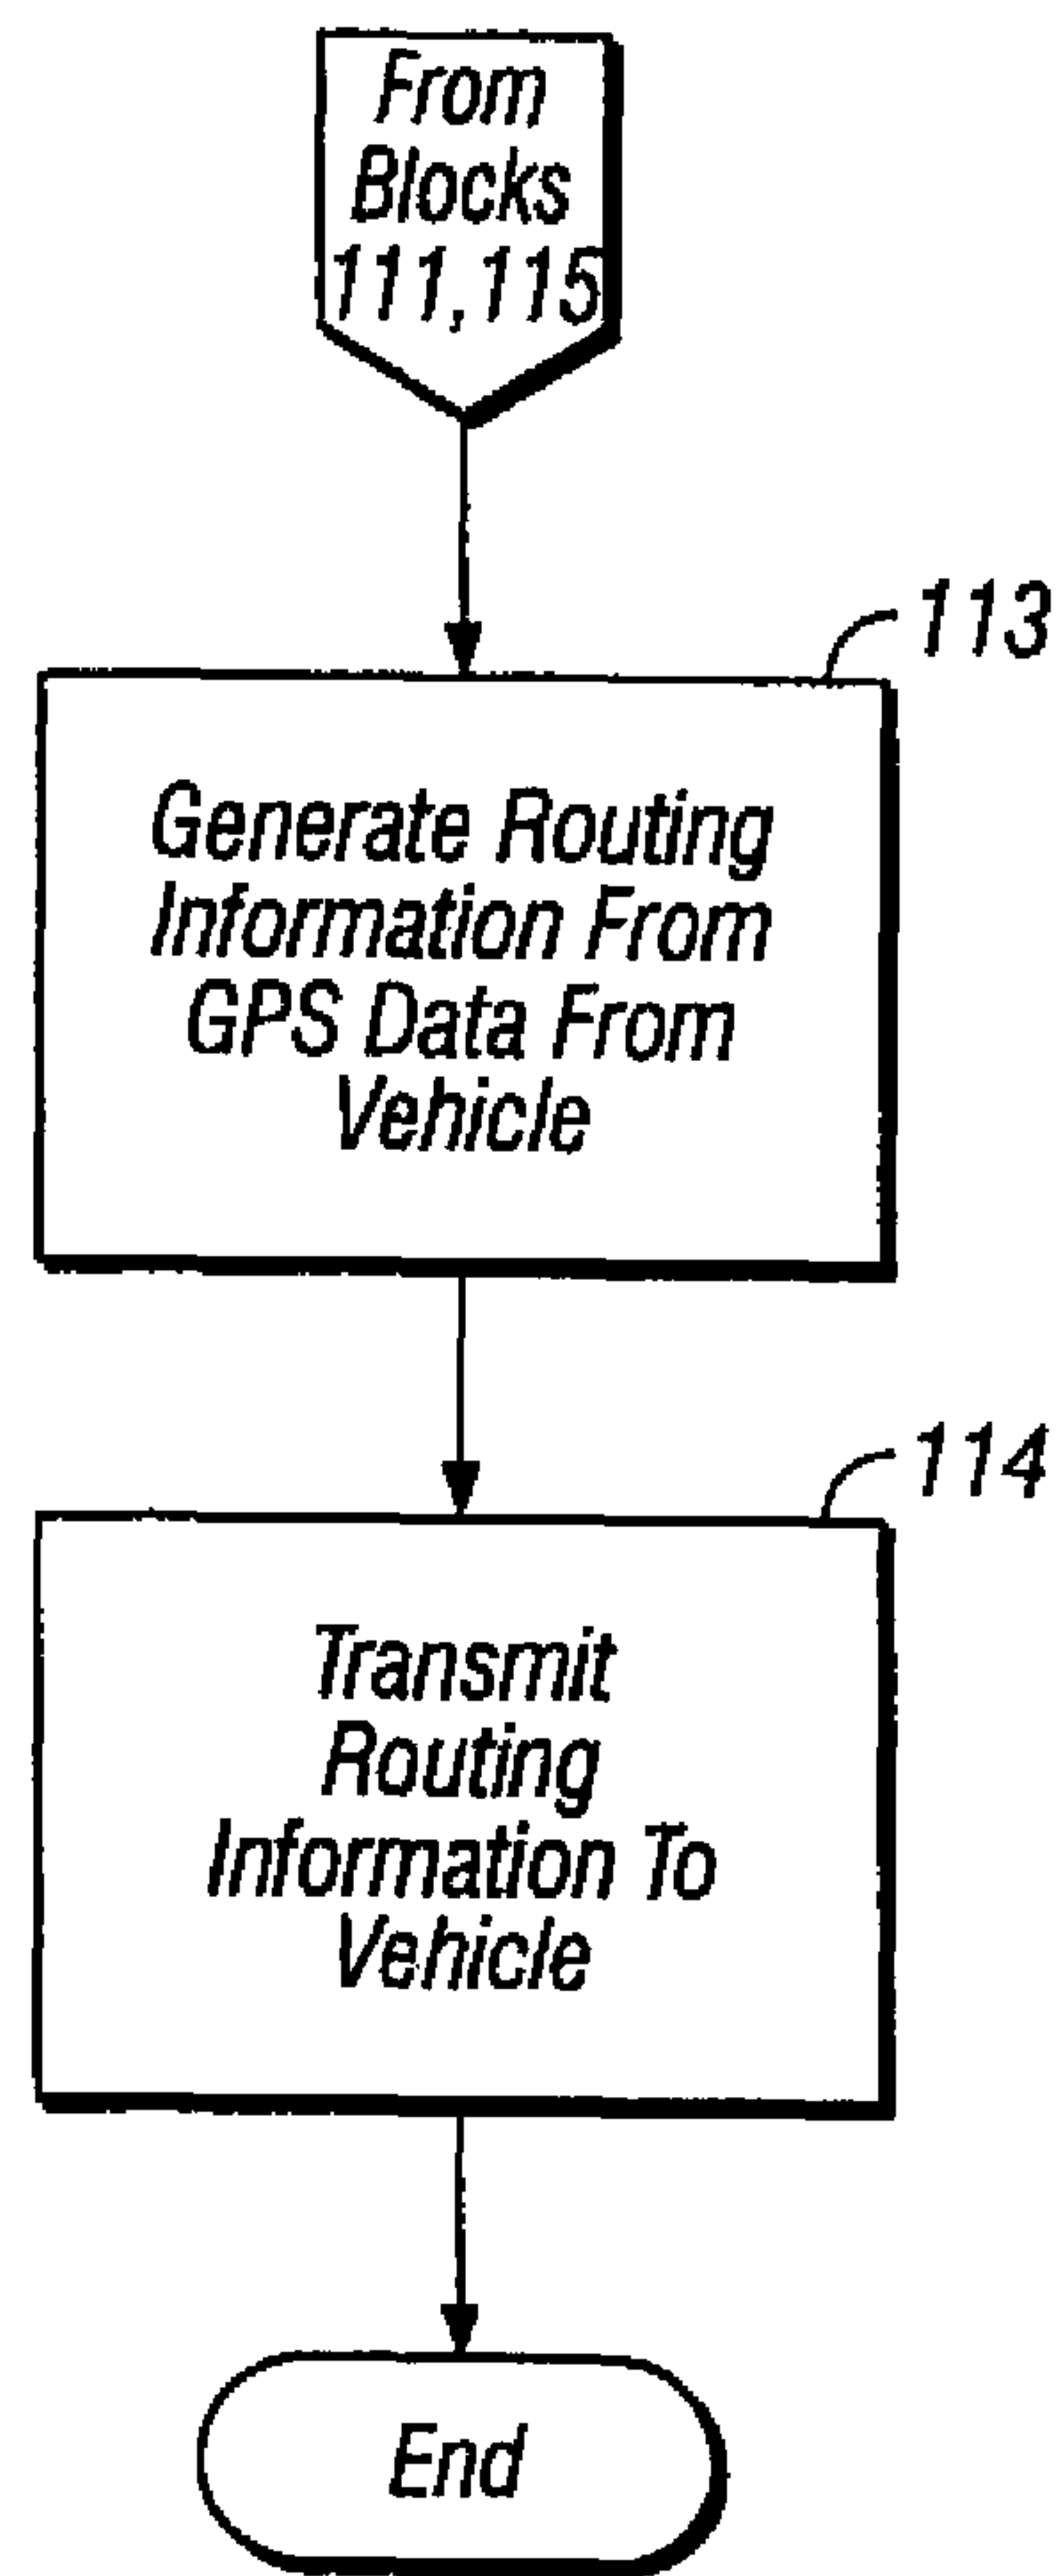 From
Blocks
111, 115
113
Generate Routing
Information From
GPS Data From
Vehicle
114
Transmit
Routing
Information To
Vehicle
End